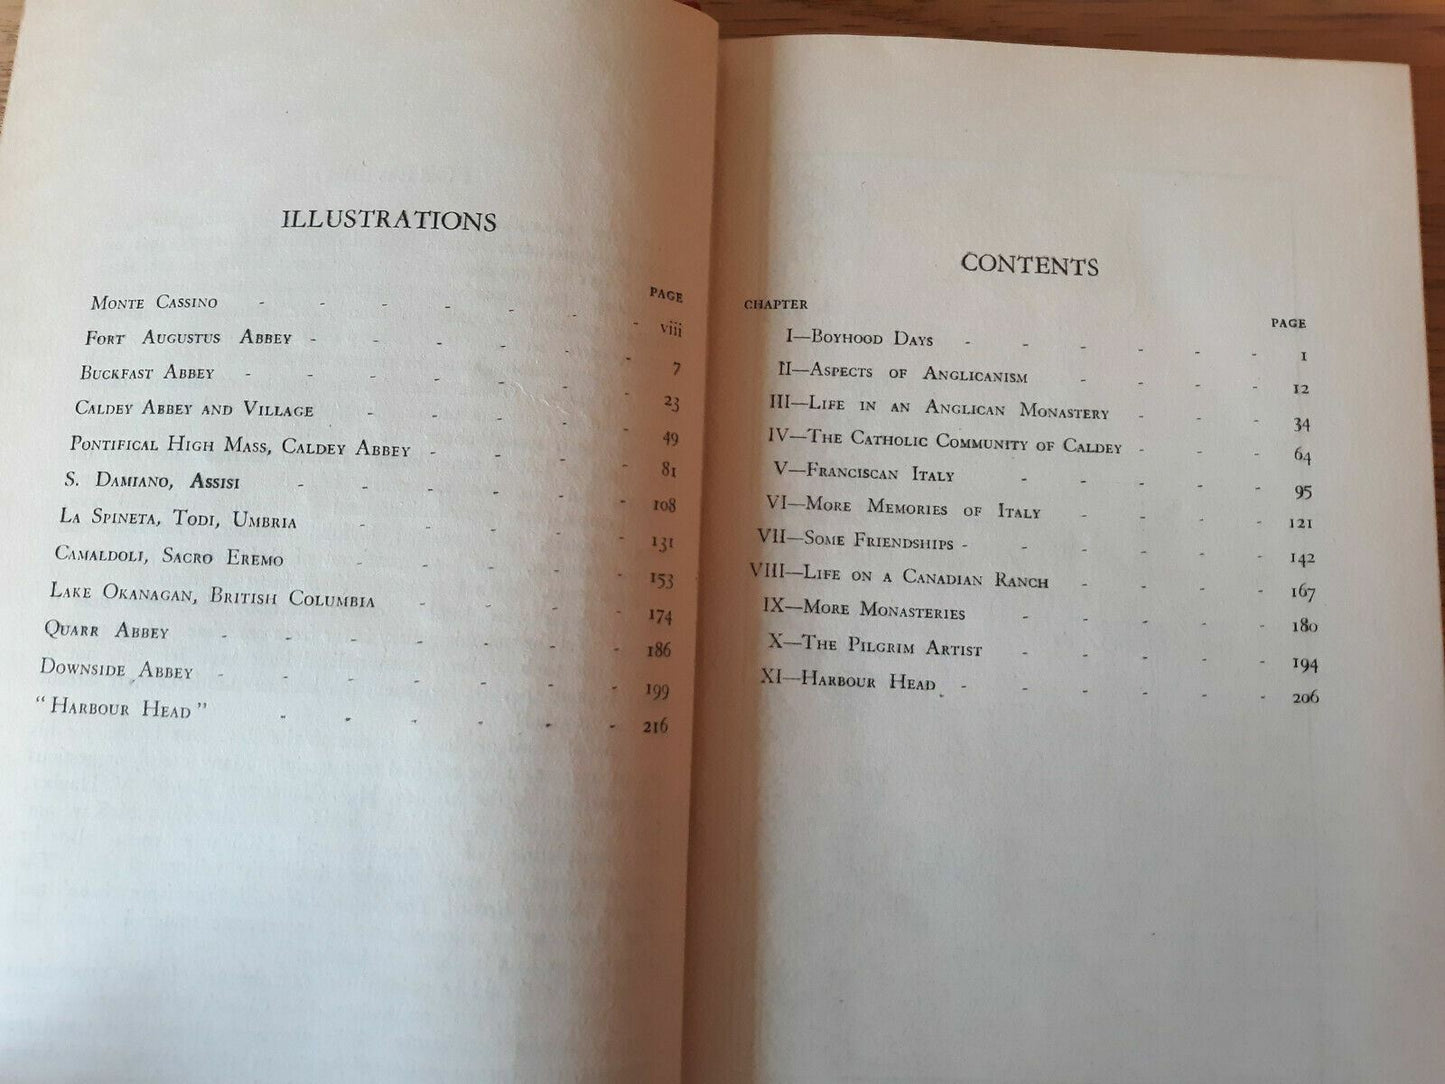 ILLUSTRATIONS
PAGE
Monte Cassino - - - - - - - viii
Fort Augustus Abbey - - - - - - 7
Buckfast Abbey - - - - - - - 23
Caldey Abbey and Village - - - - - 49
Pontifical High Mass, Caldey Abbey - - - - 81
S. Damiano, Assisi - - - - - - 108
La Spineta, Todi, Umbria - - - - - 131
Camaldoli, Sacro Eremo - - - - - 153
Lake Okanagan, British Columbia - - - - 174
Quarr Abbey - - - - - - - 186
Downside Abbey - - - - - - - 199
"Harbour Head" - - - - - - 216
CONTENTS
CHAPTER
PAGE
I—Boyhood Days - - - - - - 1
II—Aspects of Anglicanism - - - - 12
III—Life in an Anglican Monastery - - - 34
IV—The Catholic Community of Caldey - - - 64
V—Franciscan Italy - - - - - 95
VI—More Memories of Italy - - - - 121
VII—Some Friendships - - - - - - 142
VIII—Life on a Canadian Ranch - - - - 167
IX—More Monasteries - - - - - 180
X—The Pilgrim Artist - - - - - 194
XI—Harbour Head - - - - - - 206